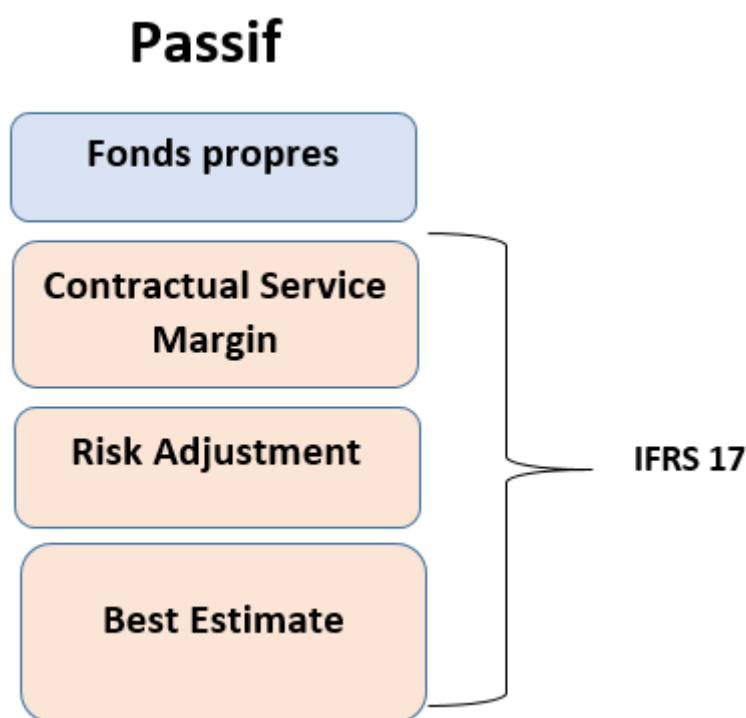 Passif
Fonds propres
Contractual Service
Margin
Risk Adjustment
IFRS 17
Best Estimate